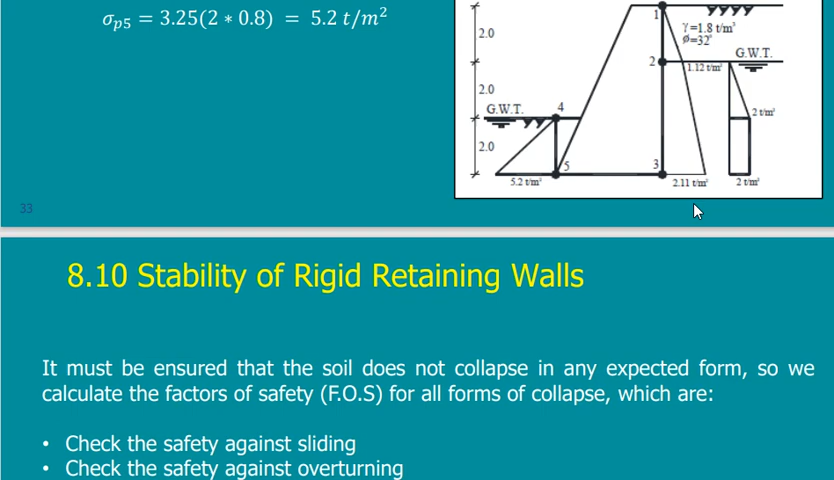 σp5 = 3.25(2 * 0.8) = 5.2 t/m²
1
γ=1.8 t/m³
Ø=32°
2.0
G.W.T.
2
1.12 t/m²
2.0
G.W.T.
4
2 t/m²
2.0
5
3
5.2 t/m²
2.11 t/m²
2 t/m²
33
8.10 Stability of Rigid Retaining Walls
It must be ensured that the soil does not collapse in any expected form, so we
calculate the factors of safety (F.O.S) for all forms of collapse, which are:
• Check the safety against sliding
• Check the safety against overturning